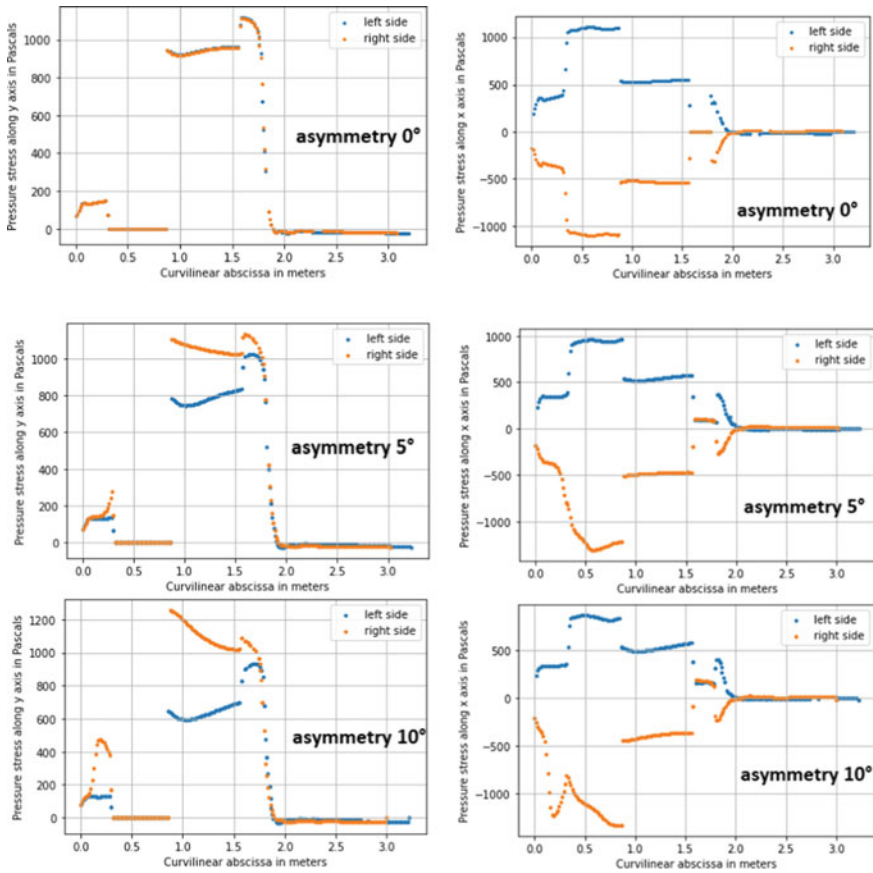 Pressure stress along y axis in Pascals
1000
800
600
400
200
0
left side
right side
asymmetry 0°
0.0 0.5 1.0 1.5 2.0 2.5 3.0
Curvilinear abscissa in meters
Pressure stress along x axis in Pascals
1000
500
0
−500
−1000
left side
right side
asymmetry 0°
0.0 0.5 1.0 1.5 2.0 2.5 3.0
Curvilinear abscissa in meters
Pressure stress along y axis in Pascals
1000
800
600
400
200
0
left side
right side
asymmetry 5°
0.0 0.5 1.0 1.5 2.0 2.5 3.0
Curvilinear abscissa in meters
Pressure stress along x axis in Pascals
1000
500
0
−500
−1000
left side
right side
asymmetry 5°
0.0 0.5 1.0 1.5 2.0 2.5 3.0
Curvilinear abscissa in meters
Pressure stress along y axis in Pascals
1200
1000
800
600
400
200
0
left side
right side
asymmetry 10°
0.0 0.5 1.0 1.5 2.0 2.5 3.0
Curvilinear abscissa in meters
Pressure stress along x axis in Pascals
500
0
−500
−1000
left side
right side
asymmetry 10°
0.0 0.5 1.0 1.5 2.0 2.5 3.0
Curvilinear abscissa in meters